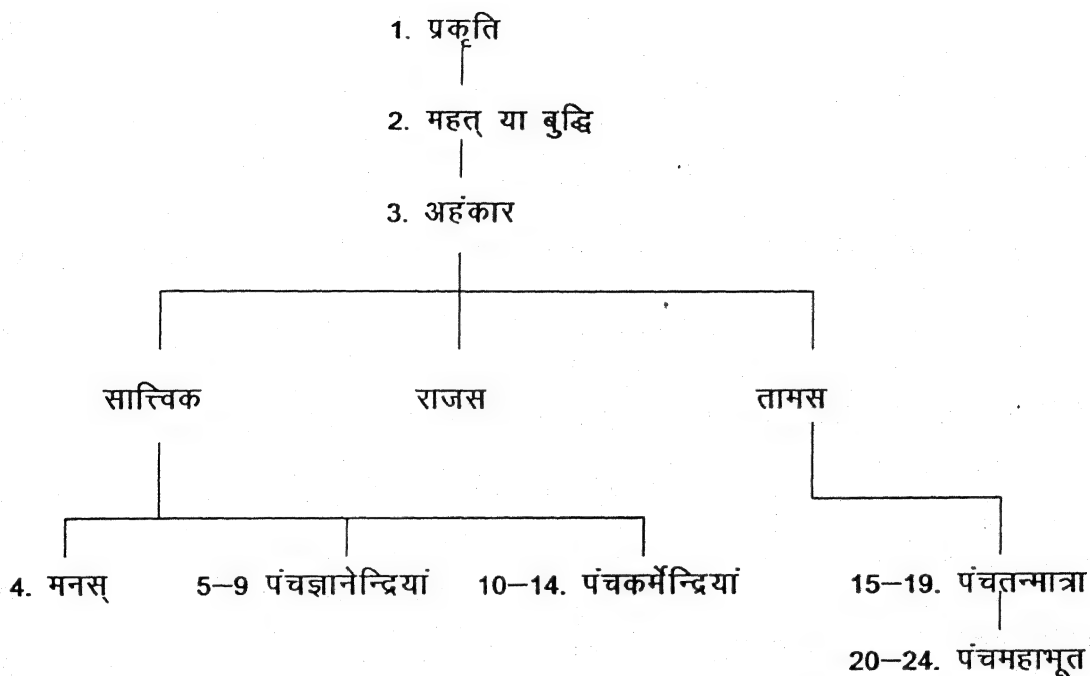 1. प्रकृति
2. महत् या बुद्धि
3. अहंकार
सात्त्विक राजस तामस
4. मनस् 5–9 पंचज्ञानेन्द्रियां 10–14. पंचकर्मेन्द्रियां 15–19. पंचतन्मात्रा
20–24. पंचमहाभूत